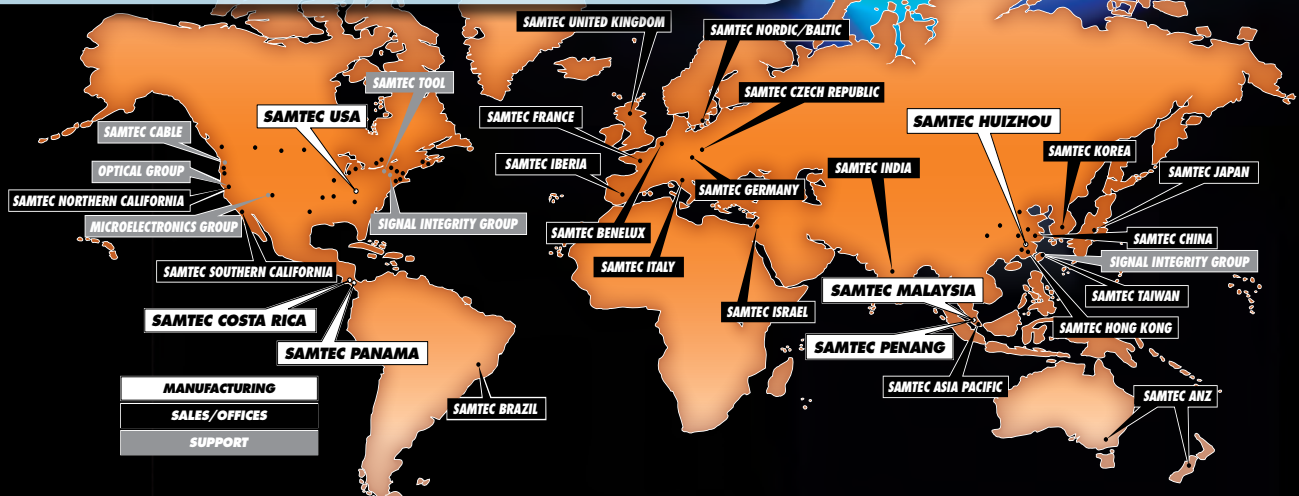 SAMTEC UNITED KINGDOM
SAMTEC NORDIC/BALTIC
SAMTEC TOOL
SAMTEC CZECH REPUBLIC
SAMTEC USA
SAMTEC FRANCE
SAMTEC HUIZHOU
SAMTEC CABLE
SAMTEC KOREA
OPTICAL GROUP
SAMTEC IBERIA
SAMTEC INDIA
SAMTEC JAPAN
SAMTEC NORTHERN CALIFORNIA
SAMTEC GERMANY
MICROELECTRONICS GROUP
SIGNAL INTEGRITY GROUP
SAMTEC BENELUX
SAMTEC CHINA
SIGNAL INTEGRITY GROUP
SAMTEC SOUTHERN CALIFORNIA
SAMTEC ITALY
SAMTEC MALAYSIA
SAMTEC TAIWAN
SAMTEC COSTA RICA
SAMTEC ISRAEL
SAMTEC HONG KONG
SAMTEC PANAMA
SAMTEC PENANG
MANUFACTURING
SAMTEC ASIA PACIFIC
SAMTEC ANZ
SALES/OFFICES
SAMTEC BRAZIL
SUPPORT